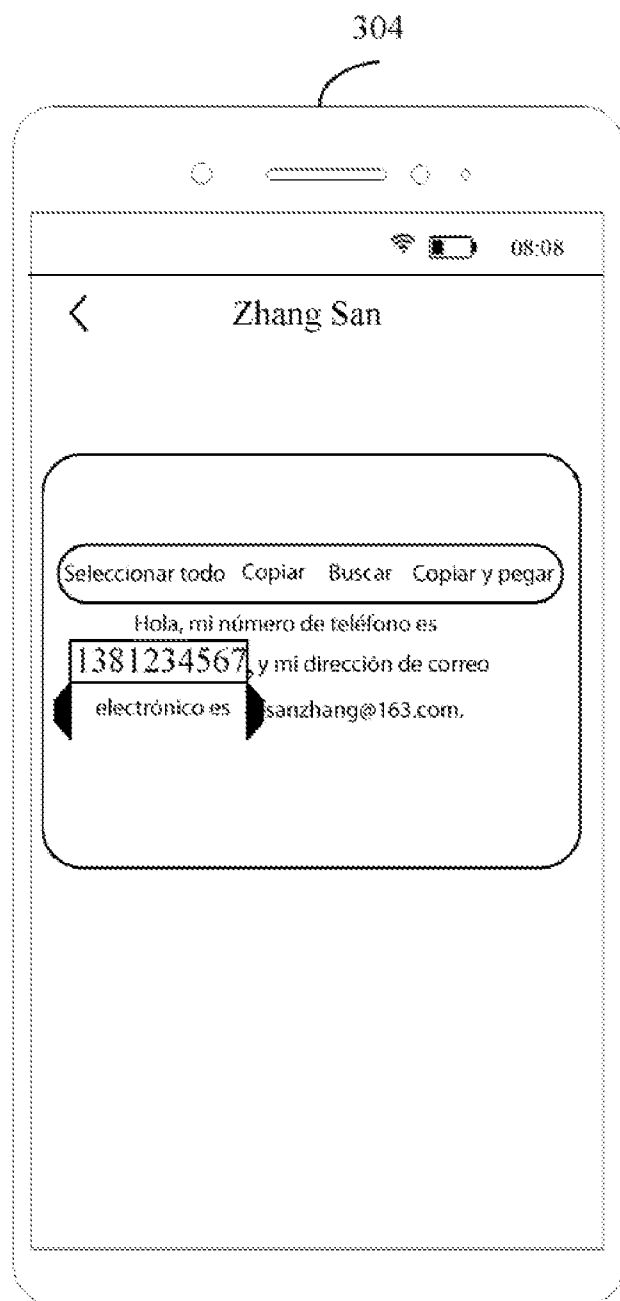 304
08:08
Zhang San
Seleccionar todo Copiar Buscar Copiar y pegar
Hola, mi número de teléfono es
1381234567, y mi dirección de correo
electrónico es sanzhang@163.com.